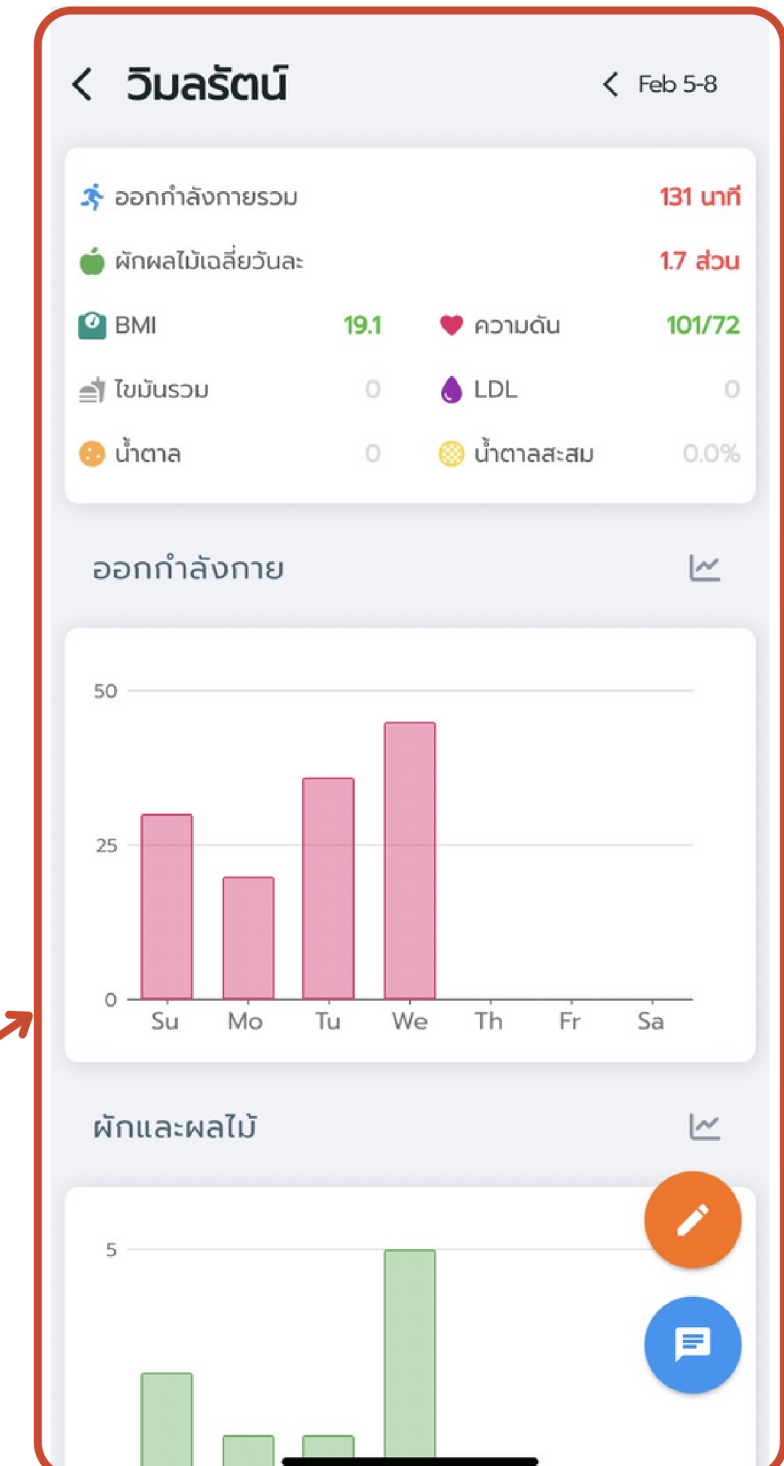 วิมลรัตน์
Feb 5-8
ออกกำลังกายรวม 131 นาที
ผักผลไม้เฉลี่ยวันละ 1.7 ส่วน
BMI 19.1 ความดัน 101/72
ไขมันรวม 0 LDL 0
น้ำตาล 0 น้ำตาลสะสม 0.0%
ออกกำลังกาย
50
25
0
Su Mo Tu We Th Fr Sa
ผักและผลไม้
5